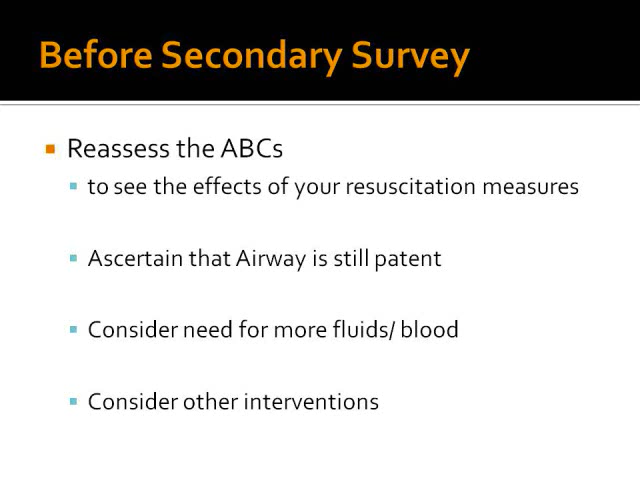 Before Secondary Survey
Reassess the ABCs
to see the effects of your resuscitation measures
Ascertain that Airway is still patent
Consider need for more fluids/ blood
Consider other interventions